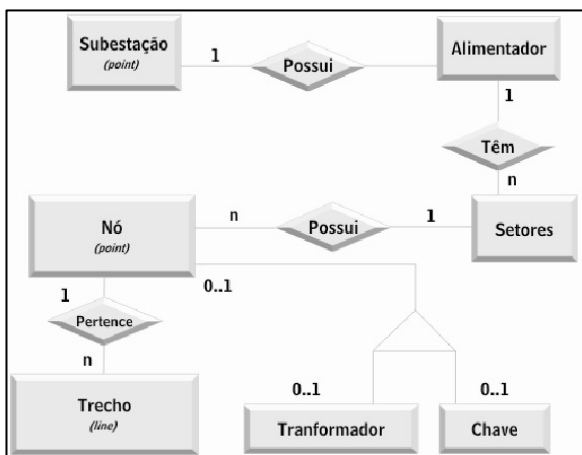 Subestação
(point)
1
Possui
Alimentador
1
Têm
n
Nó
(point)
n
Possui
1
Setores
0..1
1
Pertence
n
Trecho
(line)
0..1
Tranformador
0..1
Chave